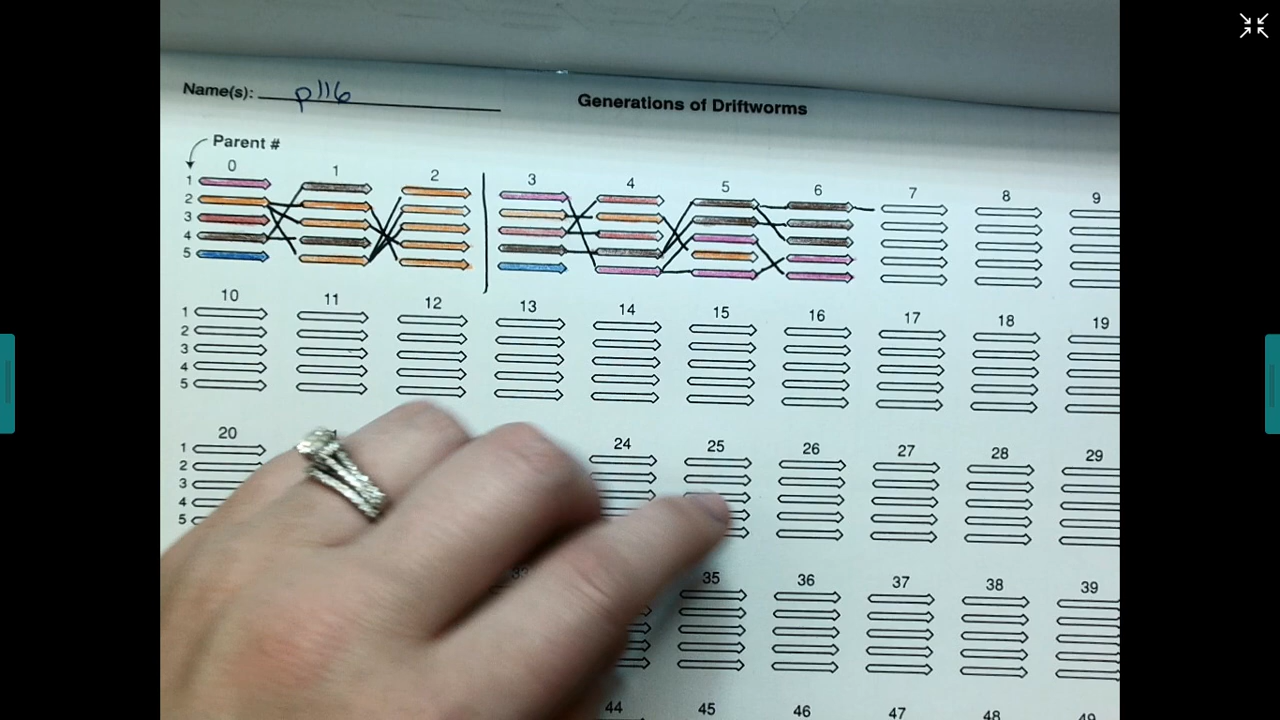 Name(s): p116
Generations of Driftworms
Parent #
0 1 2 3 4 5 6 7 8 9
1
2
3
4
5
10 11 12 13 14 15 16 17 18 19
1
2
3
4
5
20 24 25 26 27 28 29
1
2
3
4
5
35 36 37 38 39
44 45 46 47 48 49